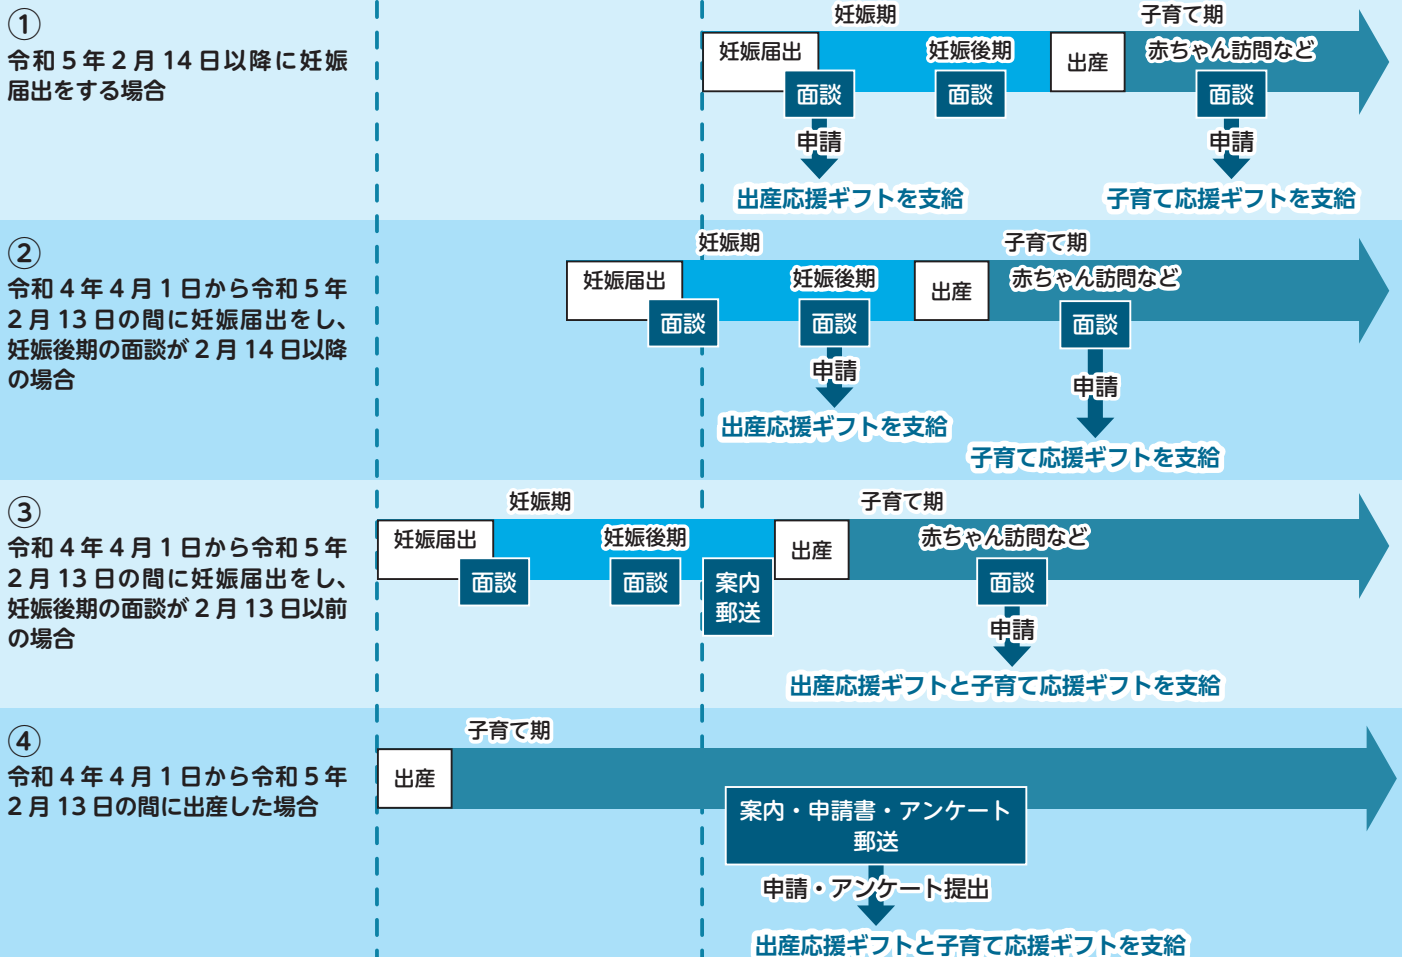 ①
令和５年２月14日以降に妊娠
届出をする場合
妊娠期
子育て期
妊娠届出
妊娠後期
出産
赤ちゃん訪問など
面談
面談
面談
申請
申請
出産応援ギフトを支給
子育て応援ギフトを支給
②
令和４年４月１日から令和５年
２月13日の間に妊娠届出をし、
妊娠後期の面談が２月14日以降
の場合
妊娠期
子育て期
妊娠届出
妊娠後期
出産
赤ちゃん訪問など
面談
面談
面談
申請
申請
出産応援ギフトを支給
子育て応援ギフトを支給
③
令和４年４月１日から令和５年
２月13日の間に妊娠届出をし、
妊娠後期の面談が２月13日以前
の場合
妊娠期
子育て期
妊娠届出
妊娠後期
出産
赤ちゃん訪問など
面談
面談
案内
郵送
面談
申請
出産応援ギフトと子育て応援ギフトを支給
④
令和４年４月１日から令和５年
２月13日の間に出産した場合
子育て期
出産
案内・申請書・アンケート
郵送
申請・アンケート提出
出産応援ギフトと子育て応援ギフトを支給